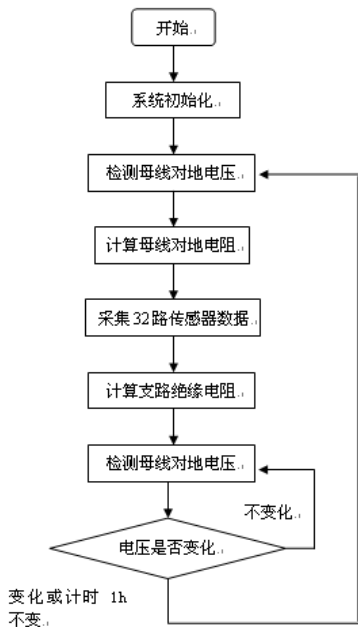 开始
系统初始化
检测母线对地电压
计算母线对地电阻
采集32路传感器数据
计算支路绝缘电阻
检测母线对地电压
不变化
电压是否变化
变化或计时 1h
不变